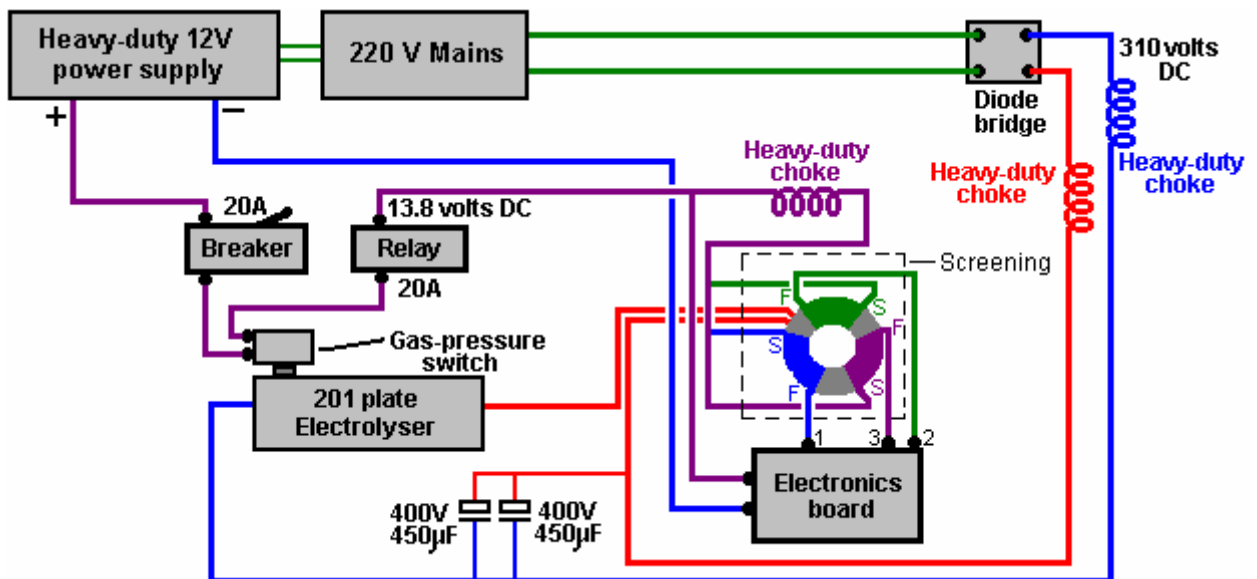 Heavy-duty 12V
power supply
220 V Mains
310 volts
DC
Diode
bridge
+
−
Heavy-duty
choke
Heavy-duty
choke
Heavy-duty
choke
20A
13.8 volts DC
Breaker
Relay
20A
Screening
F
S
F
S
S
F
Gas-pressure
switch
201 plate
Electrolyser
1
3
2
Electronics
board
400V
450µF
400V
450µF